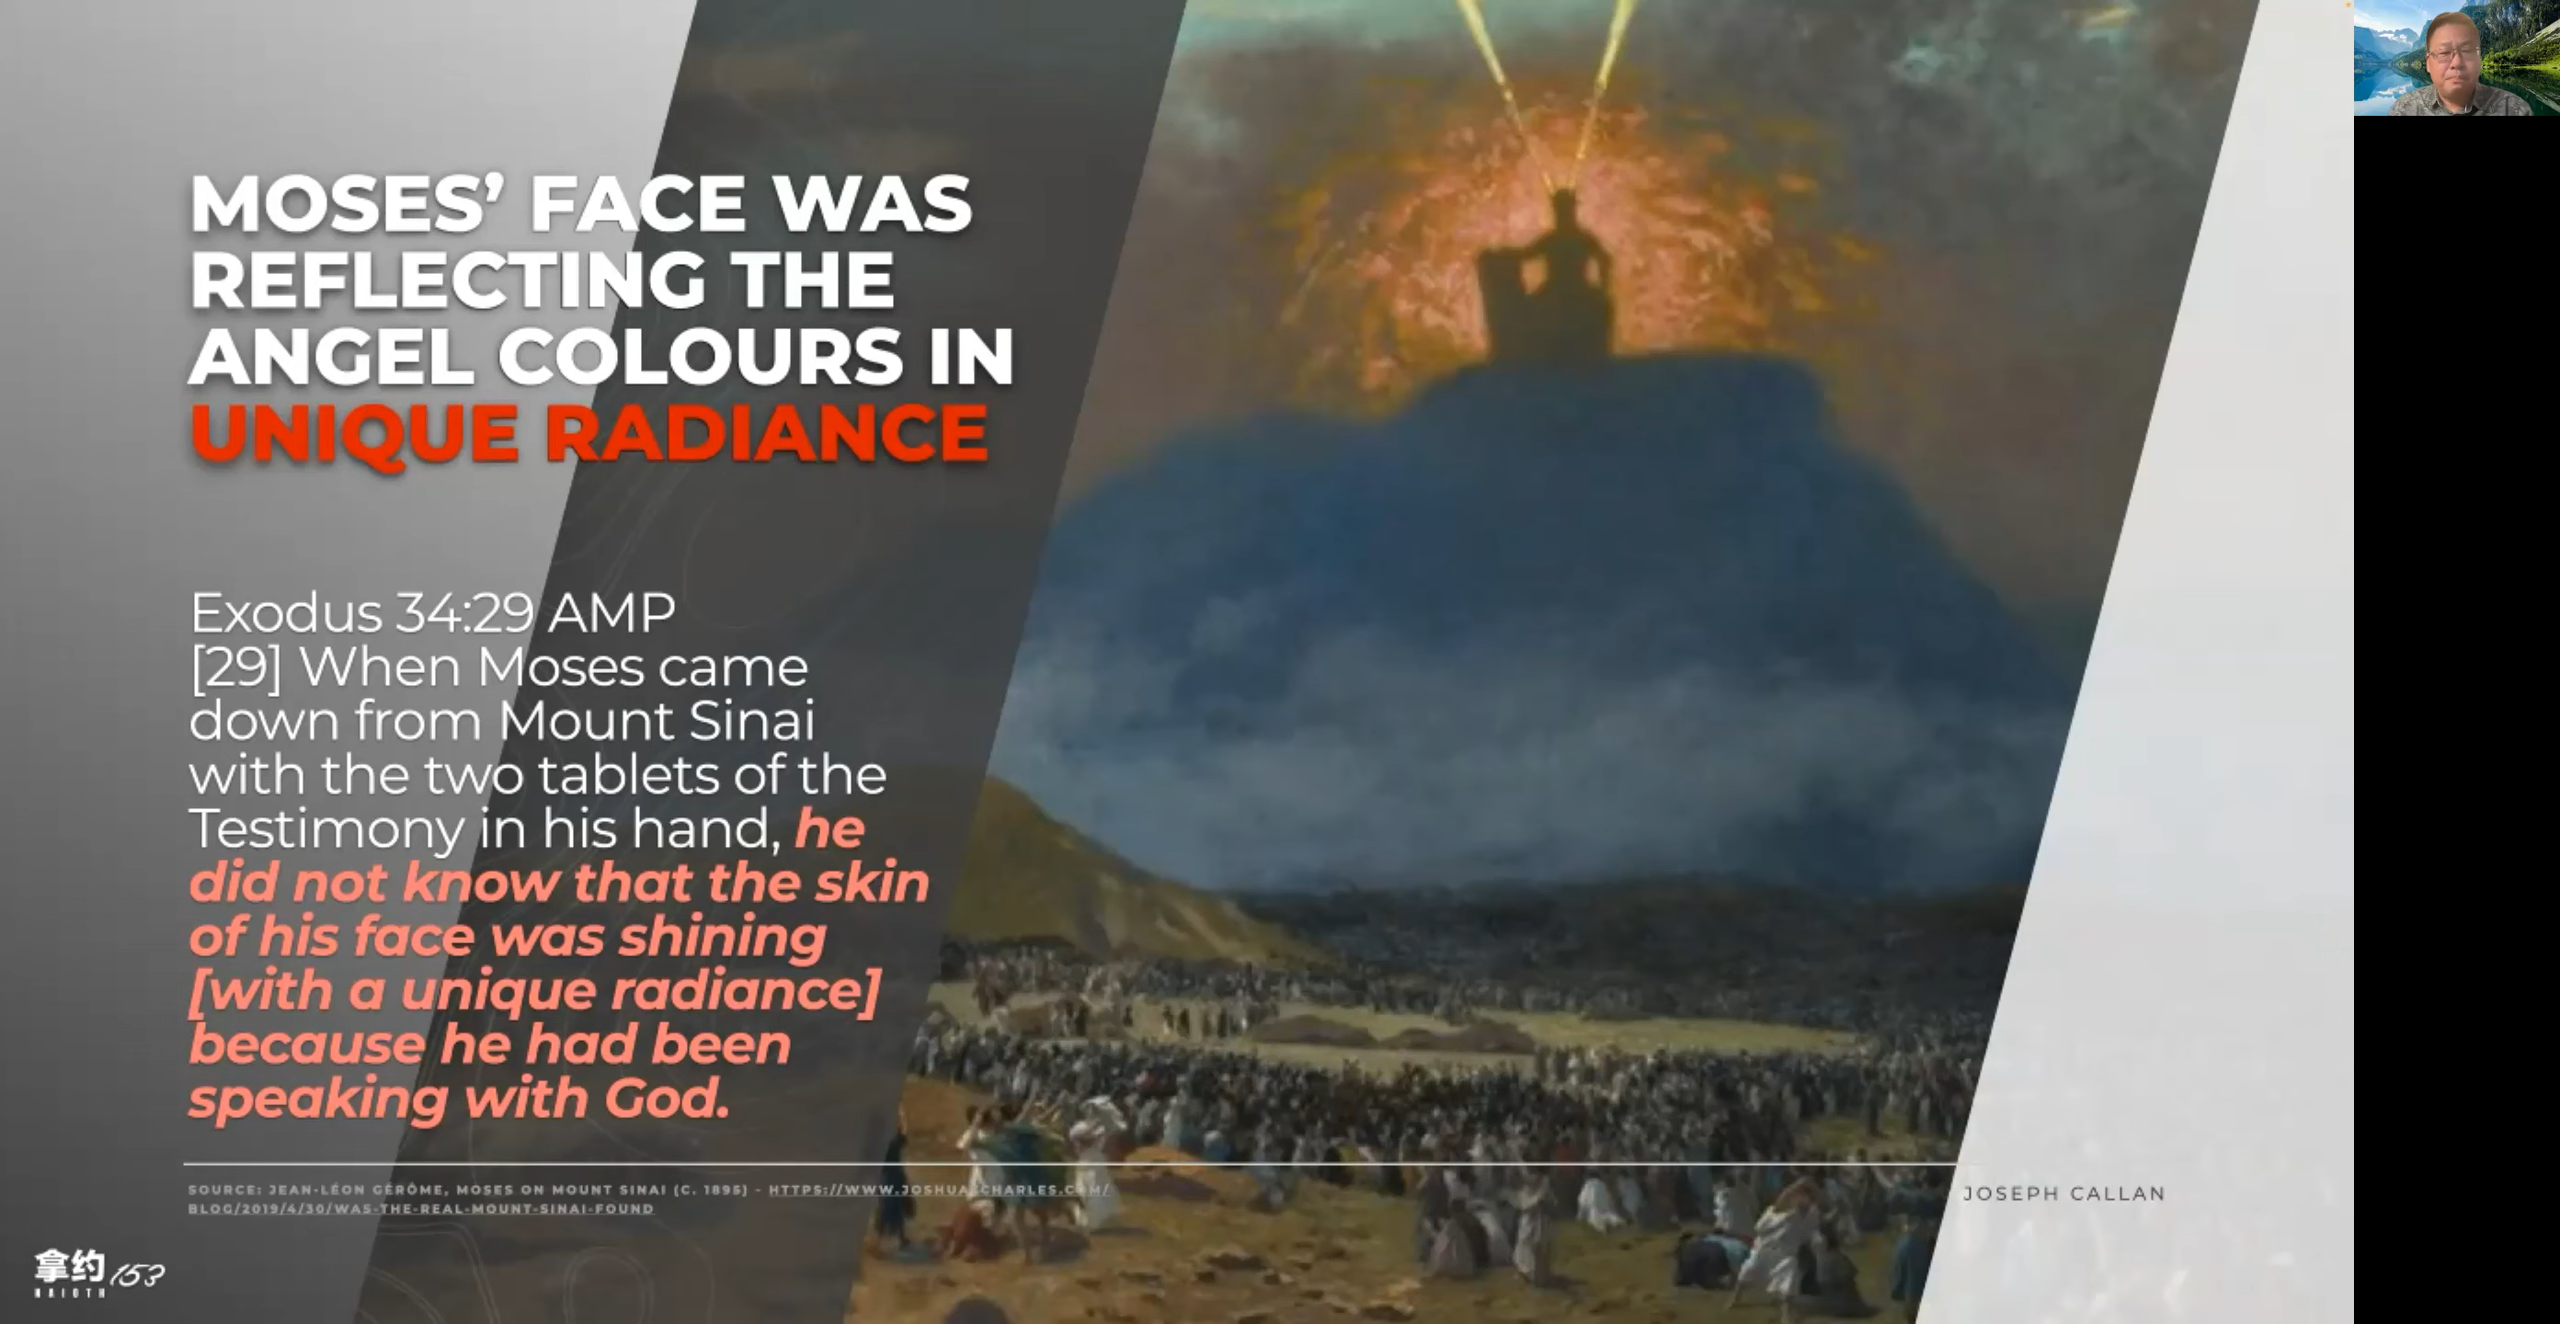 MOSES’ FACE WAS
REFLECTING THE
ANGEL COLOURS IN
UNIQUE RADIANCE
Exodus 34:29 AMP
[29] When Moses came
down from Mount Sinai
with the two tablets of the
Testimony in his hand, he
did not know that the skin
of his face was shining
[with a unique radiance]
because he had been
speaking with God.
SOURCE: JEAN-LÉON GÉRÔME, MOSES ON MOUNT SINAI (C. 1895) - HTTPS://WWW.JOSHUA-CHARLES.COM/
BLOG/2019/4/30/WAS-THE-REAL-MOUNT-SINAI-FOUND
JOSEPH CALLAN
拿约 153
NAIOTH